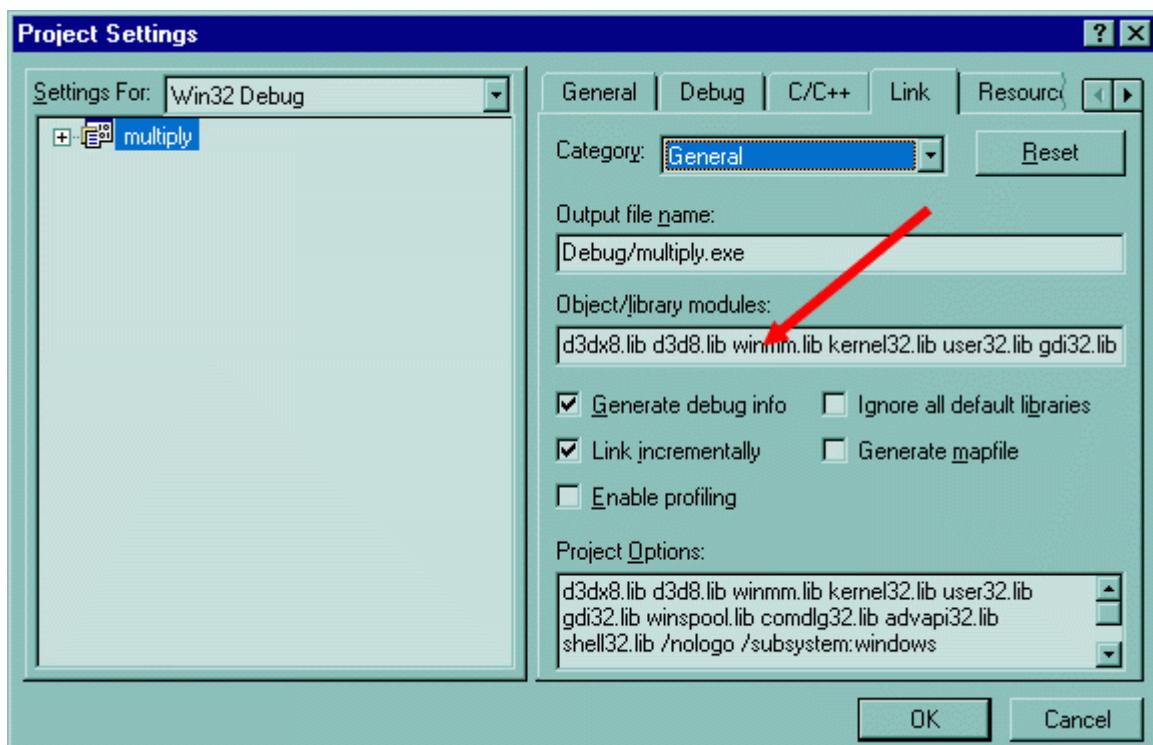 Project Settings
Settings For: Win32 Debug
multiply
General Debug C/C++ Link
Category: General Reset
Output file name:
Debug/multiply.exe
Object/library modules:
d3dx8.lib d3d8.lib winmm.lib kernel32.lib user32.lib gdi32.lib
Generate debug info Ignore all default libraries
Link incrementally Generate mapfile
Enable profiling
Project Options:
d3dx8.lib d3d8.lib winmm.lib kernel32.lib user32.lib
gdi32.lib winspool.lib comdlg32.lib advapi32.lib
shell32.lib /nologo /subsystem:windows
OK Cancel